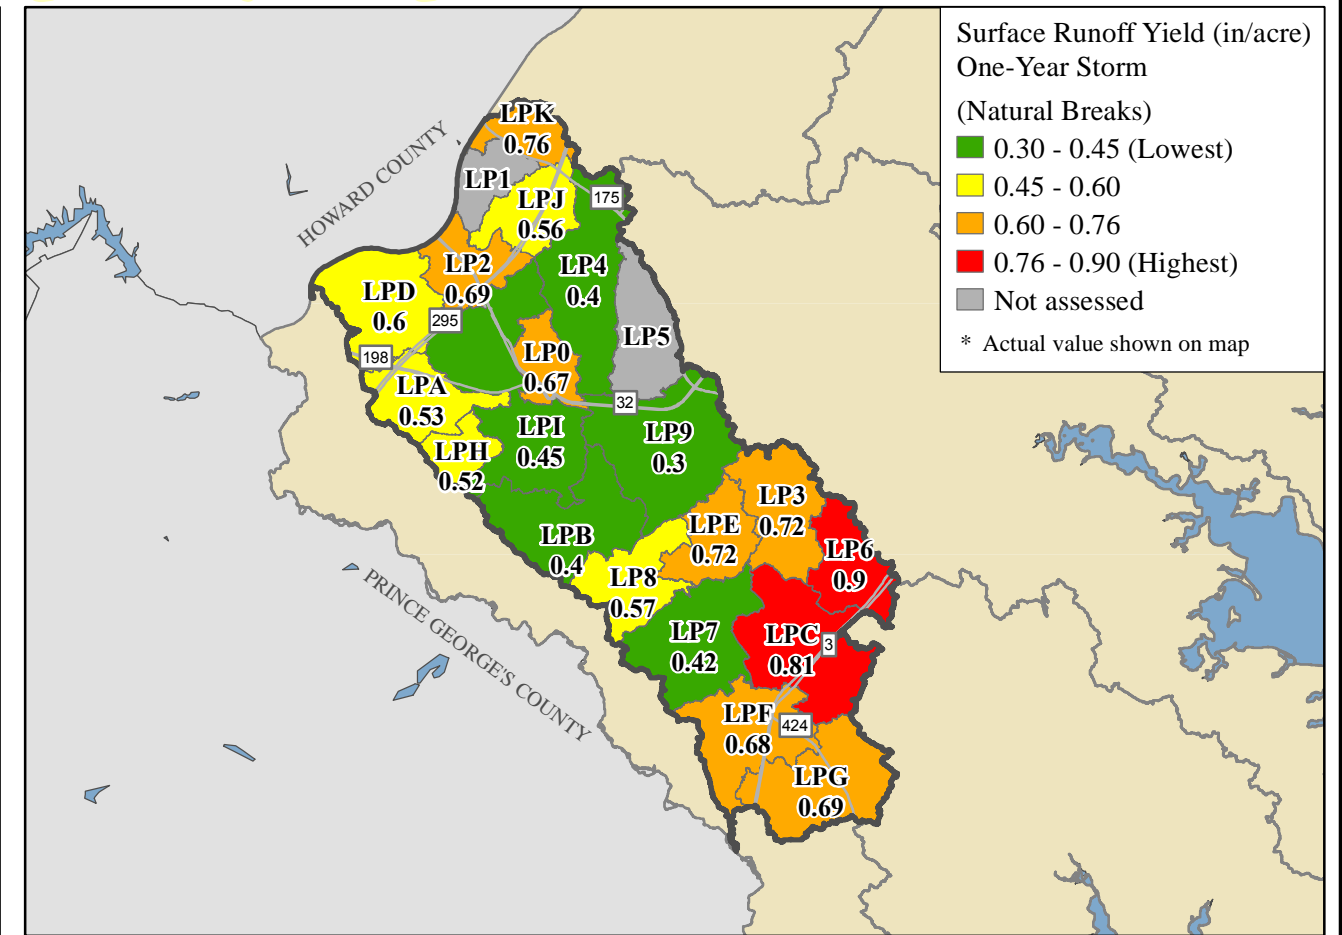 Surface Runoff Yield (in/acre)
One-Year Storm
(Natural Breaks)
0.30 - 0.45 (Lowest)
0.45 - 0.60
0.60 - 0.76
0.76 - 0.90 (Highest)
Not assessed
* Actual value shown on map
HOWARD COUNTY
PRINCE GEORGE'S COUNTY
LPK
0.76
LP1
LPJ
0.56
175
LP2
0.69
LP4
0.4
LPD
0.6
295
LP5
198
LP0
0.67
LPA
0.53
32
LPI
0.45
LP9
0.3
LPH
0.52
LP3
0.72
LPE
0.72
LPB
0.4
LP6
0.9
LP8
0.57
LP7
0.42
LPC
0.81
3
LPF
0.68
424
LPG
0.69